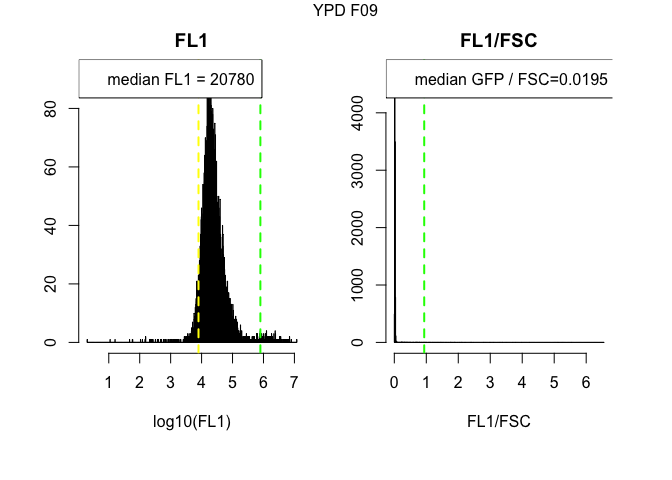 YPD F09
FL1
median FL1 = 20780
0 20 40 60 80
1 2 3 4 5 6 7
log10(FL1)
FL1/FSC
median GFP / FSC=0.0195
0 1000 2000 3000 4000
0 1 2 3 4 5 6
FL1/FSC